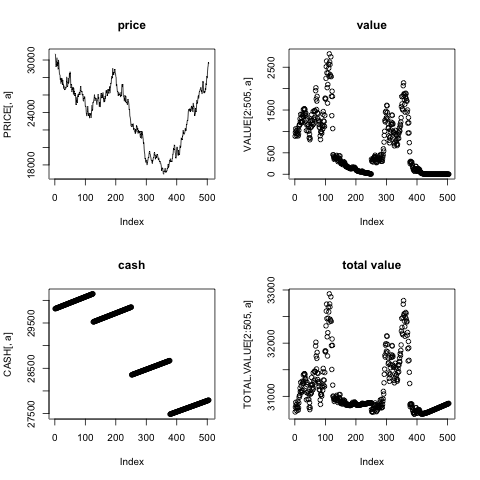 price
PRICE[, a]
18000 24000 30000
0 100 200 300 400 500
Index
value
VALUE[2:505, a]
0 500 1500 2500
0 100 200 300 400 500
Index
cash
CASH[, a]
27500 28500 29500
0 100 200 300 400 500
Index
total value
TOTAL.VALUE[2:505, a]
31000 32000 33000
0 100 200 300 400 500
Index